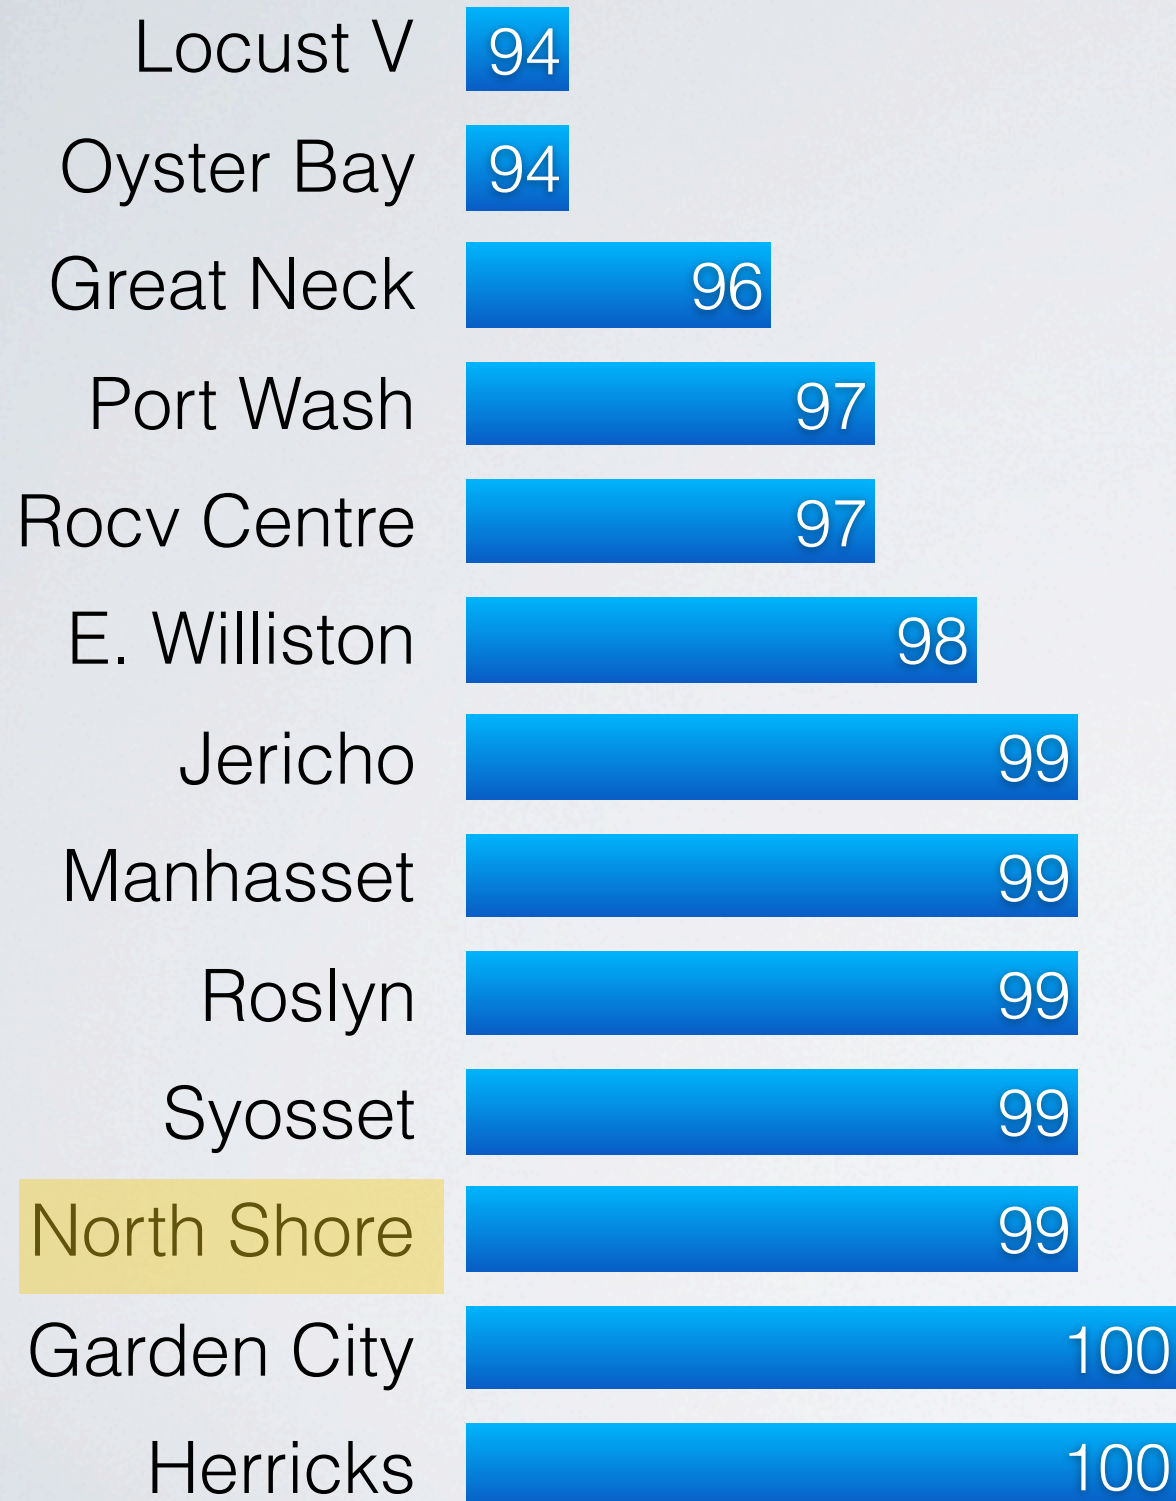 Locust V 94
Oyster Bay 94
Great Neck 96
Port Wash 97
Rocv Centre 97
E. Williston 98
Jericho 99
Manhasset 99
Roslyn 99
Syosset 99
North Shore 99
Garden City 100
Herricks 100